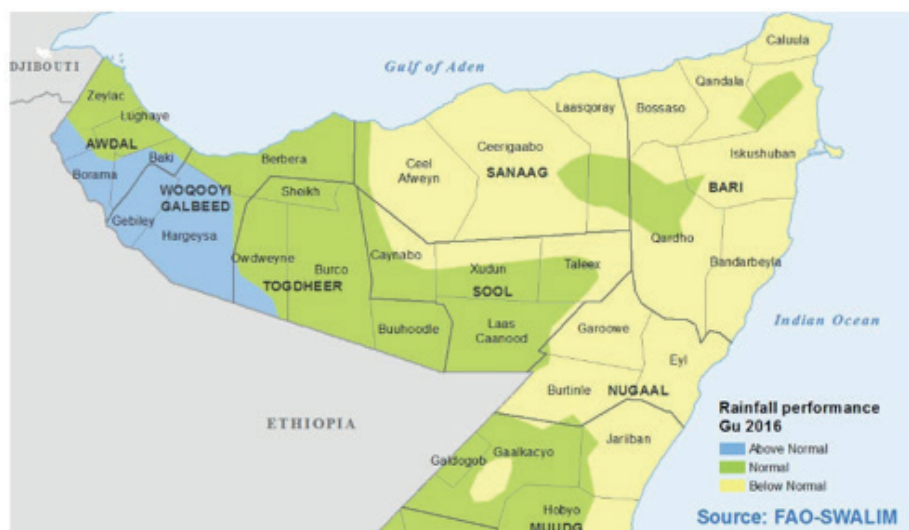 Caluula
DJIBOUTI
Gulf of Aden
Qandala
Zeylac
Laasqoray
Bossaso
Lughaye
AWDAL
Ceerigaabo
Iskushuban
Baki
Berbera
Ceel
Afweyn
Borama
SANAAG
WOQOOYI
GALBEED
Sheikh
BARI
Gebiley
Hargeysa
Qardho
Owdweyne
Caynabo
Taleex
Bandarbeyla
Burco
Xudun
TOGDHEER
SOOL
Indian Ocean
Buuhoodle
Laas
Caanood
Garoowe
Eyl
Burtinle
NUGAAL
ETHIOPIA
Rainfall performance
Gu 2016
Above Normal
Normal
Below Normal
Jariiban
Gaalkacyo
Galdogob
Hobyo
MUUDG
Source: FAO-SWALIM